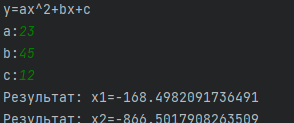 y=ax^2+bx+c
a:23
b:45
c:12
Результат: x1=-168.4982091736491
Результат: x2=-866.5017908263509